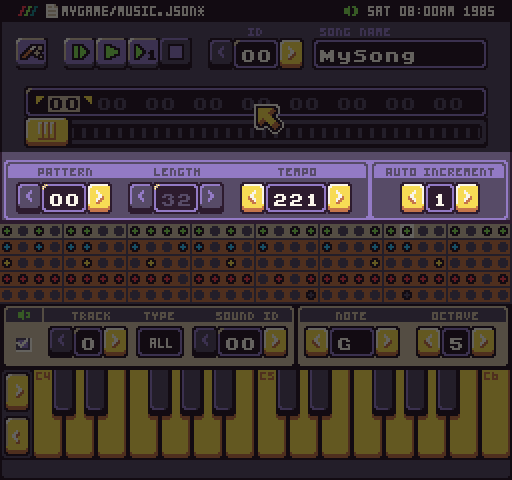 MYGAME/MUSIC.JSON*
SAT 08:00AM 1985
ID
SONG NAME
1
00
MySong
00 00 00 00 00 00 00 00 00
PATTERN
LENGTH
TEMPO
AUTO INCREMENT
00
32
221
1
TRACK
TYPE
SOUND ID
NOTE
OCTAVE
0
ALL
00
G
5
C4
C5
C6